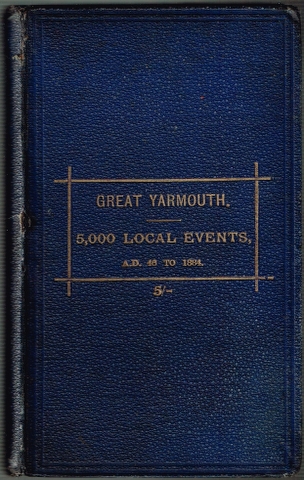 GREAT YARMOUTH.
5,000 LOCAL EVENTS,
A.D. 46 TO 1884.
5/-